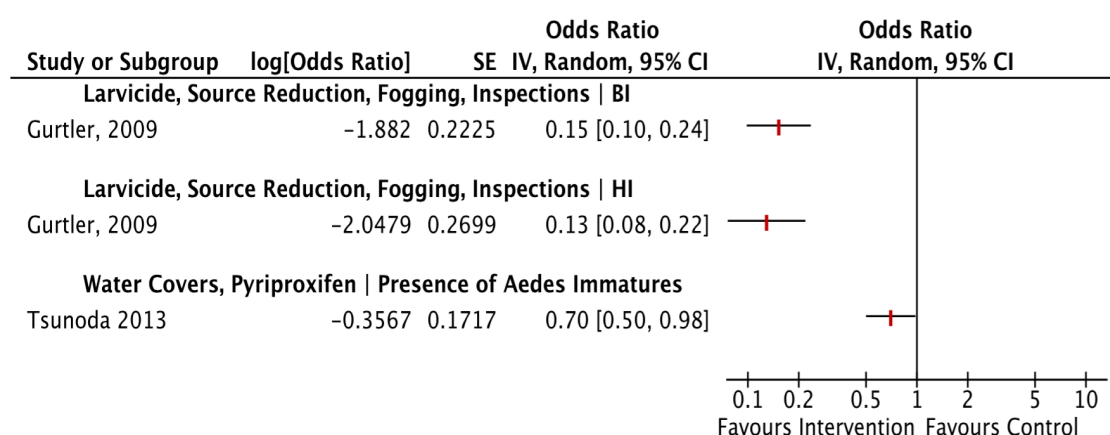 Odds Ratio Odds Ratio
Study or Subgroup log[Odds Ratio] SE IV, Random, 95% CI IV, Random, 95% CI
Larvicide, Source Reduction, Fogging, Inspections | BI
Gurtler, 2009 −1.882 0.2225 0.15 [0.10, 0.24]
Larvicide, Source Reduction, Fogging, Inspections | HI
Gurtler, 2009 −2.0479 0.2699 0.13 [0.08, 0.22]
Water Covers, Pyriproxifen | Presence of Aedes Immatures
Tsunoda 2013 −0.3567 0.1717 0.70 [0.50, 0.98]
0.1 0.2 0.5 1 2 5 10
Favours Intervention Favours Control